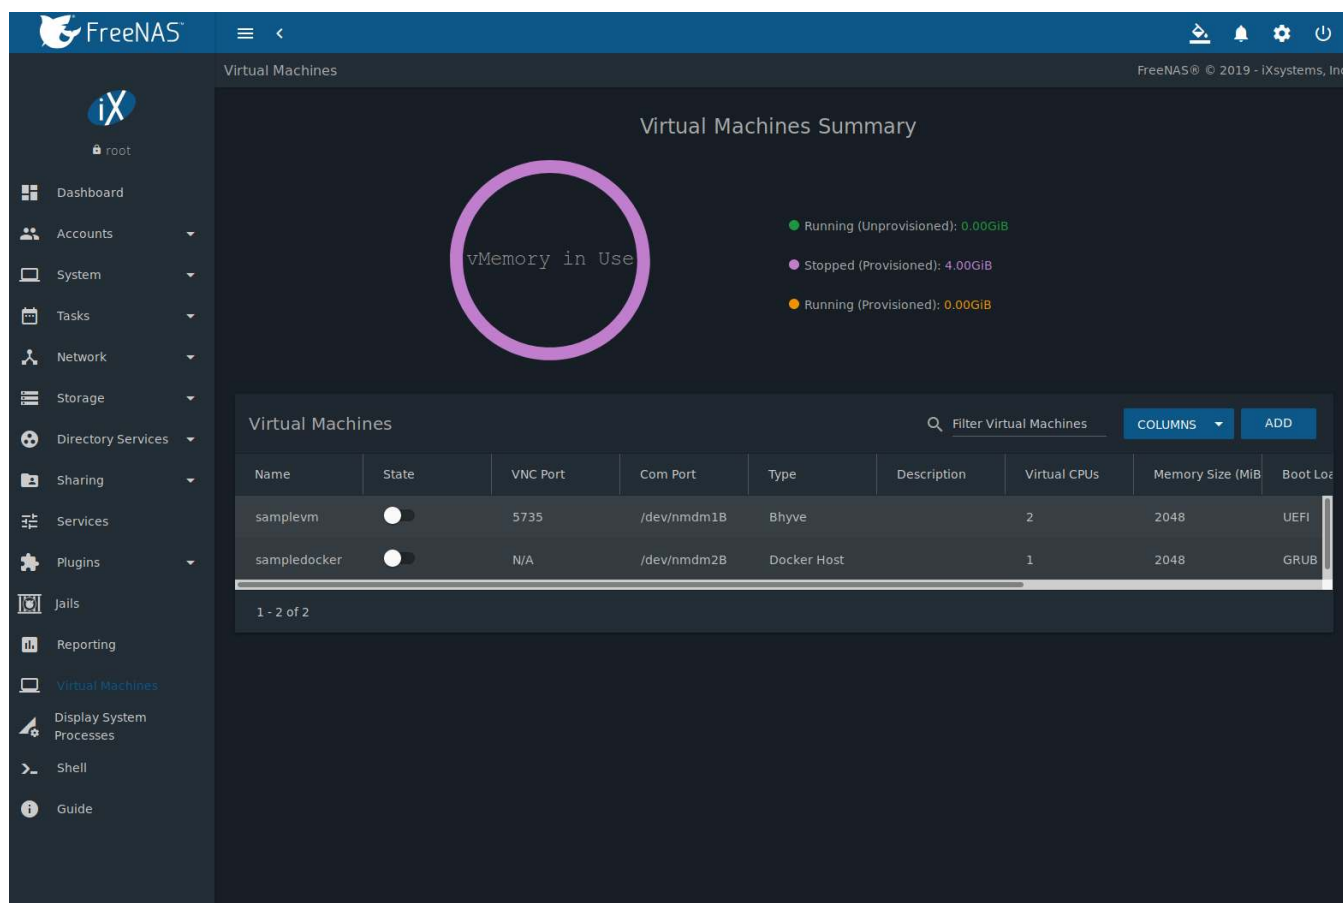 FreeNAS®
Virtual Machines
FreeNAS® © 2019 - iXsystems, Inc
iX
root
Dashboard
Accounts
System
Tasks
Network
Storage
Directory Services
Sharing
Services
Plugins
Jails
Reporting
Virtual Machines
Display System
Processes
Shell
Guide
Virtual Machines Summary
vMemory in Use
Running (Unprovisioned): 0.00GiB
Stopped (Provisioned): 4.00GiB
Running (Provisioned): 0.00GiB
Virtual Machines Filter Virtual Machines COLUMNS ADD
Name State VNC Port Com Port Type Description Virtual CPUs Memory Size (MiB Boot Loa
samplevm 5735 /dev/nmdm1B Bhyve 2 2048 UEFI
sampledocker N/A /dev/nmdm2B Docker Host 1 2048 GRUB
1 - 2 of 2